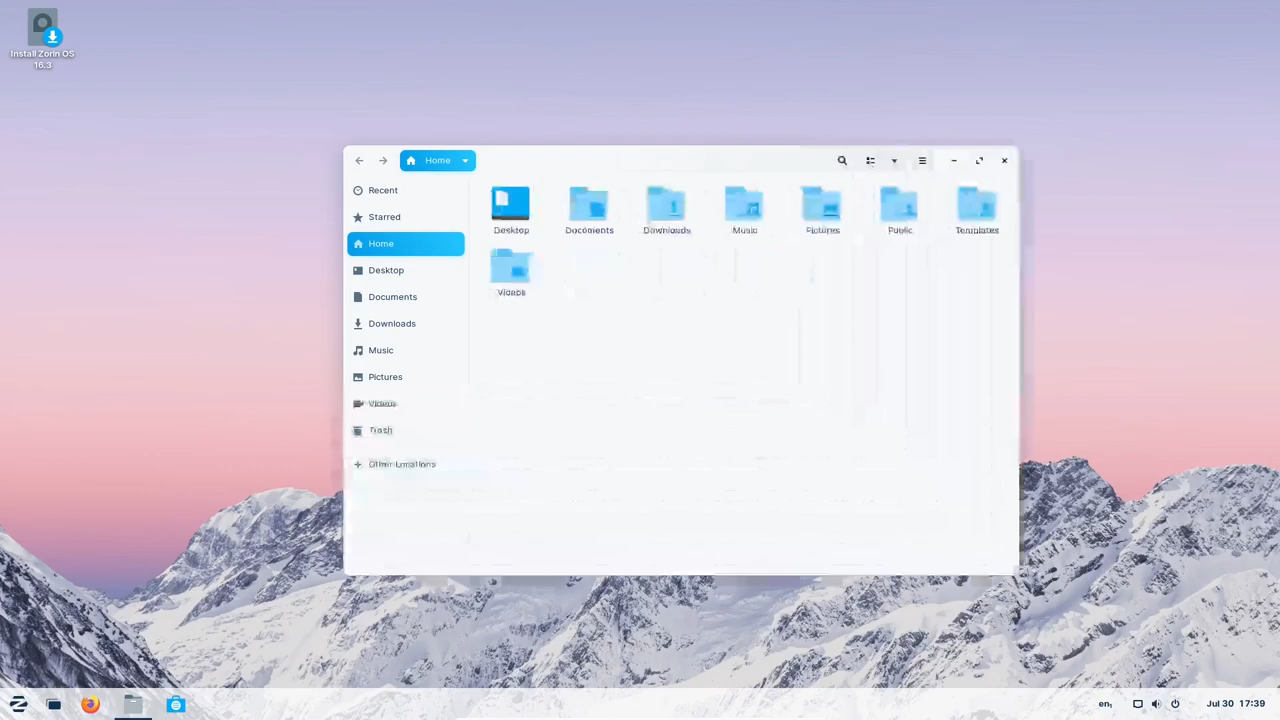 Install Zorin OS
16.3
Home
Recent
Starred
Home
Desktop
Documents
Downloads
Music
Pictures
Videos
Trash
Other Locations
Desktop
Documents
Downloads
Music
Pictures
Public
Templates
Videos
en₁
Jul 30 17:39